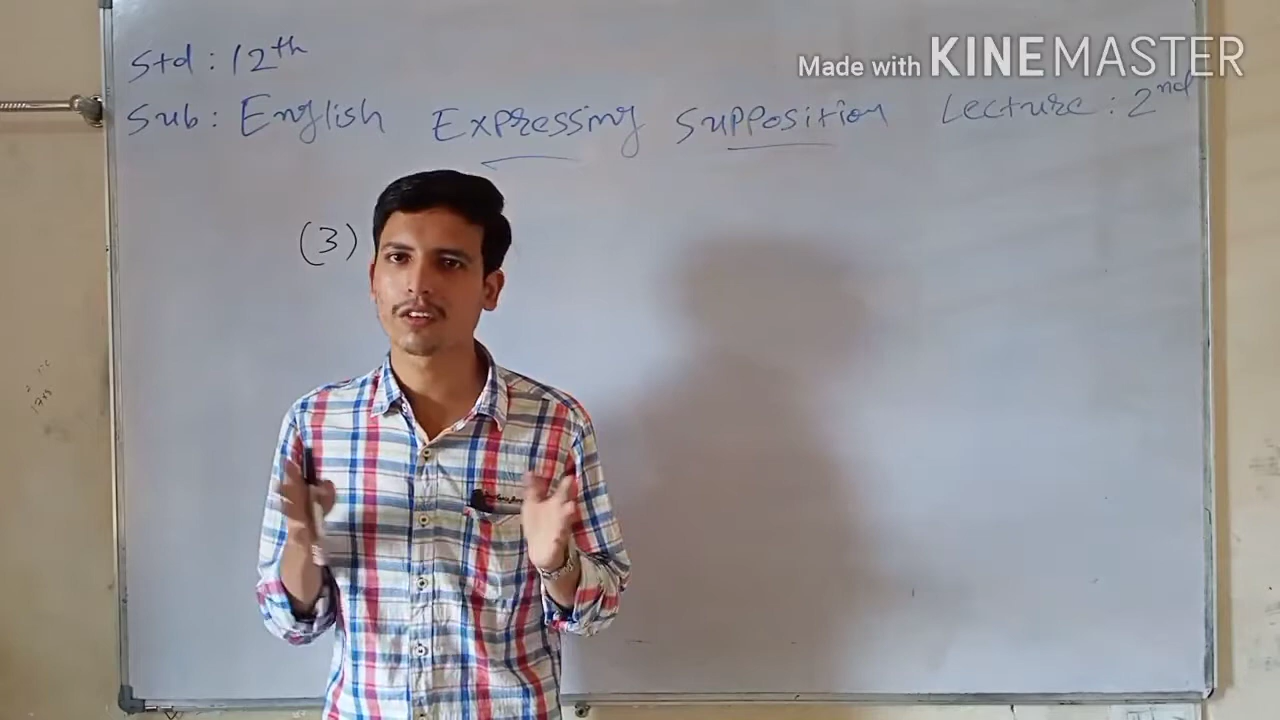 Std : 12th
Made with KINEMASTER
Sub : English Expressing Supposition Lecture : 2nd
(3)